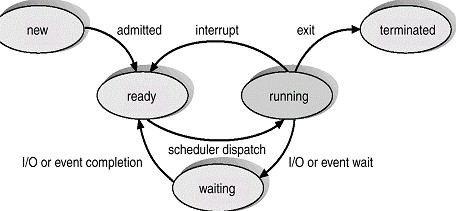 new
admitted
interrupt
exit
terminated
ready
running
scheduler dispatch
I/O or event completion
I/O or event wait
waiting